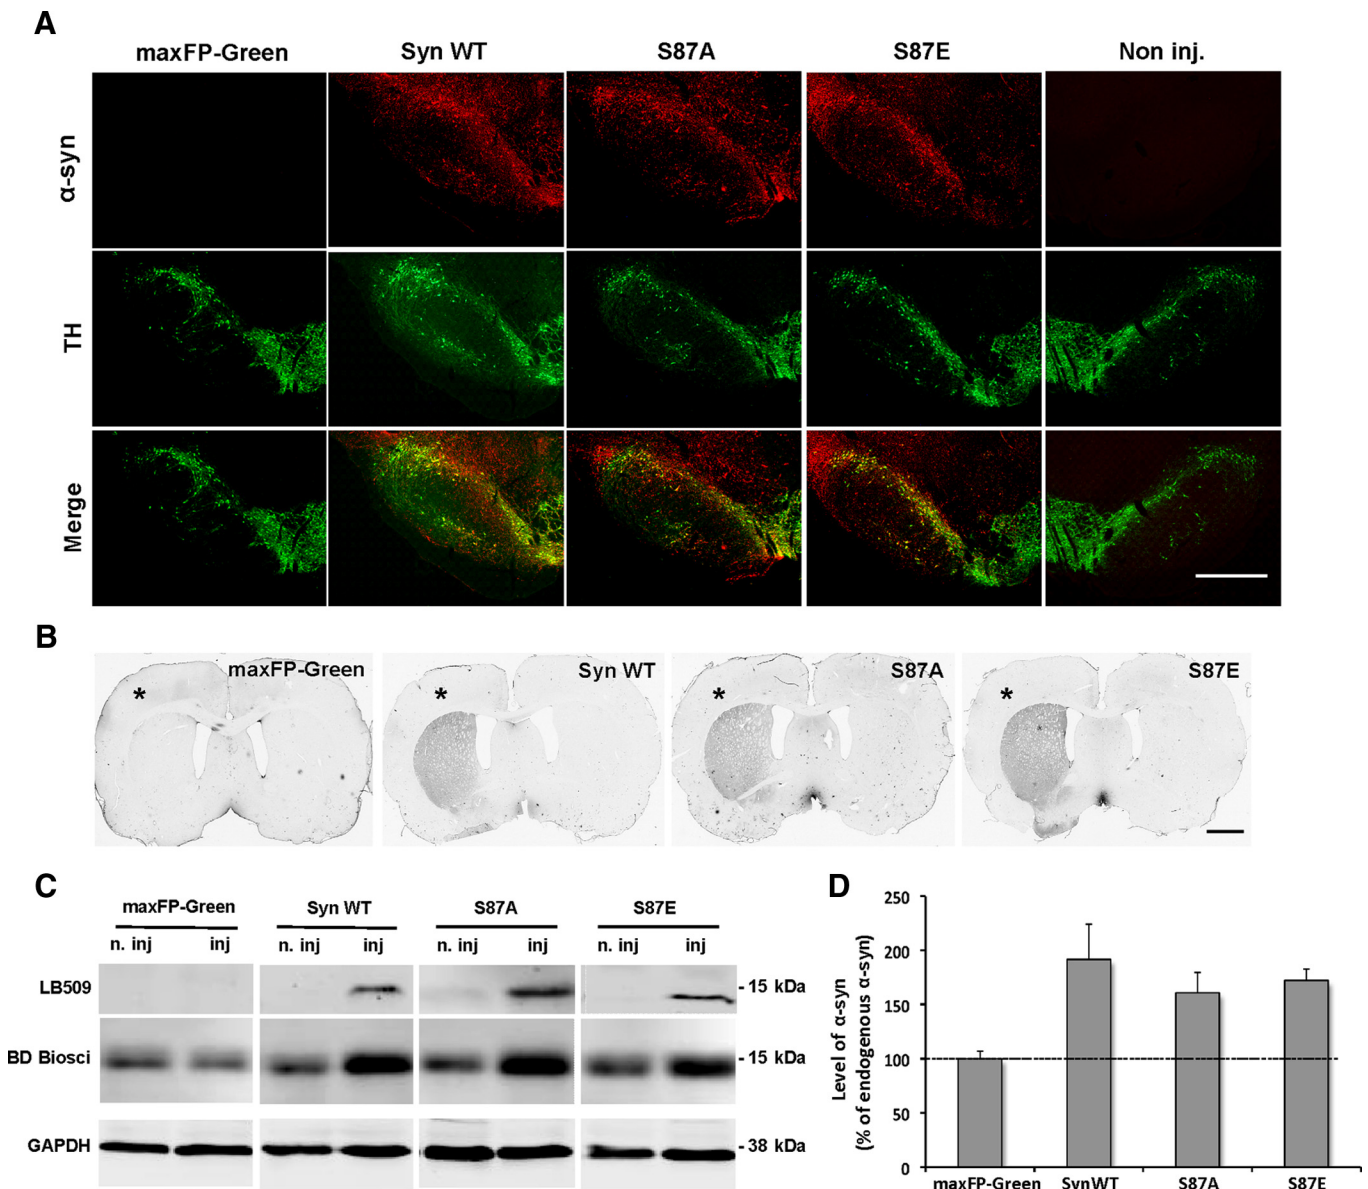 A
maxFP-Green Syn WT S87A S87E Non inj.
α-syn
TH
Merge
B
* maxFP-Green
* Syn WT
* S87A
* S87E
C
maxFP-Green Syn WT S87A S87E
n. inj inj n. inj inj n. inj inj n. inj inj
LB509 - 15 kDa
BD Biosci - 15 kDa
GAPDH - 38 kDa
D
Level of α-syn
(% of endogenous α-syn)
250
200
150
100
50
0
maxFP-Green SynWT S87A S87E